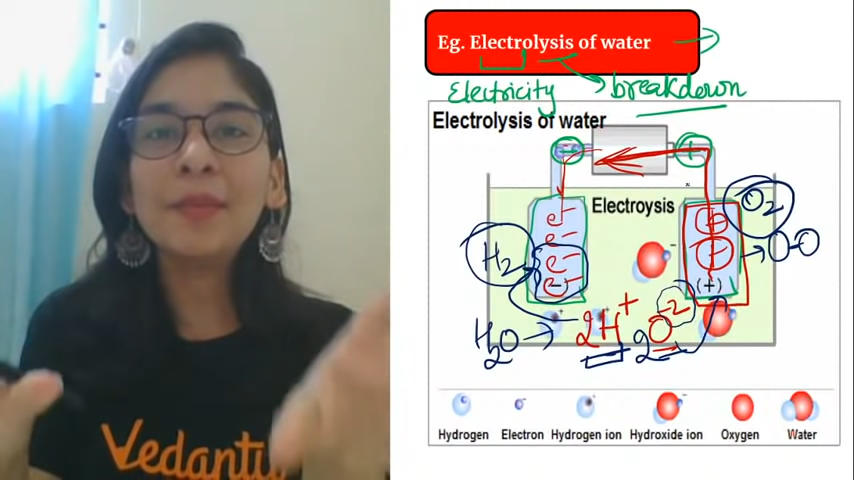 Eg. Electrolysis of water
Electricity
breakdown
Electrolysis of water
Electroysis
e-
e-
e-
e-
(-)
(+)
H2
O2
O-O
H2O → 2H+ 2O-2
Hydrogen
Electron
Hydrogen ion
Hydroxide ion
Oxygen
Water
Vedantu